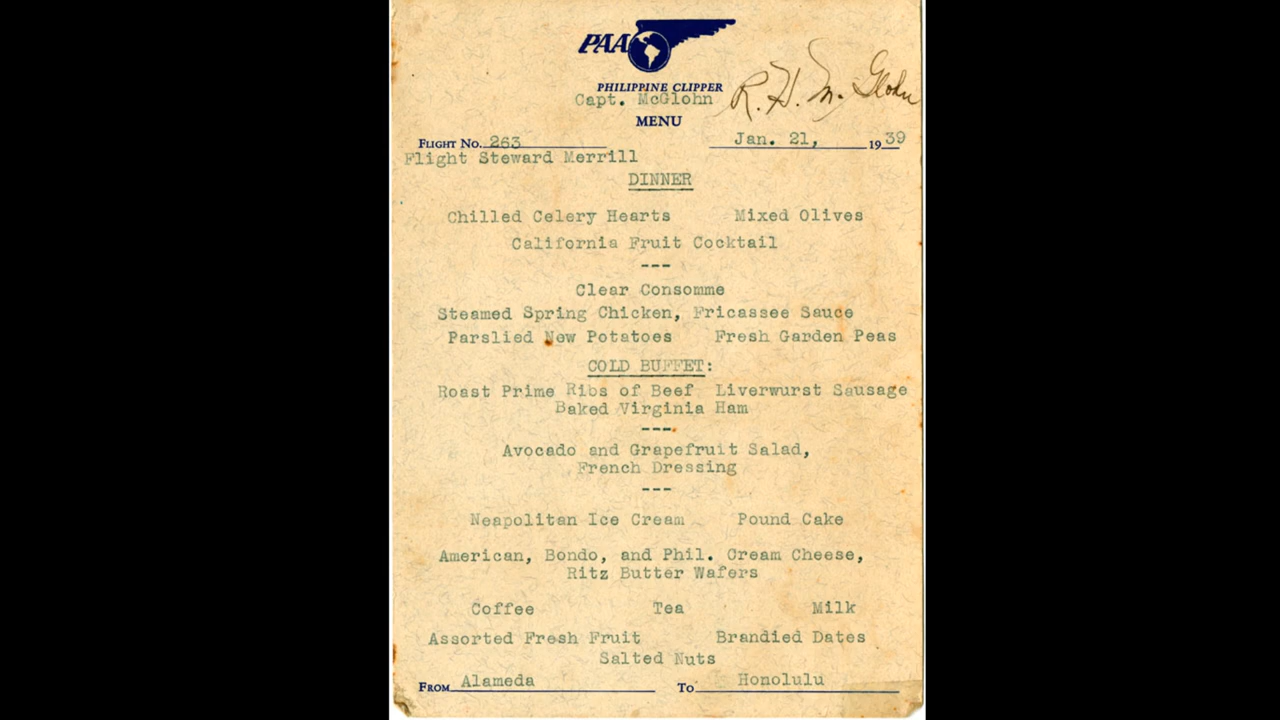 PAA
PHILIPPINE CLIPPER
Capt. McGlohn R. H. McGlohn
MENU
FLIGHT NO. 263 Jan. 21, 1939
Flight Steward Merrill
DINNER
Chilled Celery Hearts Mixed Olives
California Fruit Cocktail
---
Clear Consomme
Steamed Spring Chicken, Fricassee Sauce
Parslied New Potatoes Fresh Garden Peas
COLD BUFFET:
Roast Prime Ribs of Beef Liverwurst Sausage
Baked Virginia Ham
---
Avocado and Grapefruit Salad,
French Dressing
---
Neapolitan Ice Cream Pound Cake
American, Bondo, and Phil. Cream Cheese,
Ritz Butter Wafers
Coffee Tea Milk
Assorted Fresh Fruit Brandied Dates
Salted Nuts
FROM Alameda To Honolulu